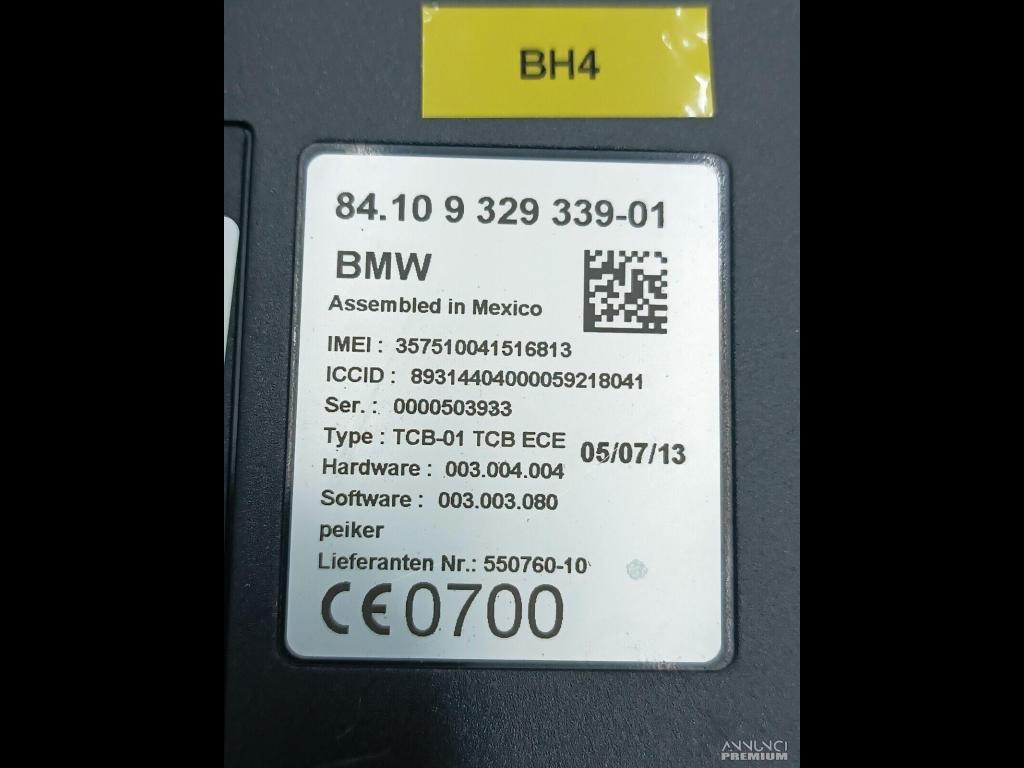 BH4
84.10 9 329 339-01
BMW
Assembled in Mexico
IMEI : 357510041516813
ICCID : 89314404000059218041
Ser. : 0000503933
Type : TCB-01 TCB ECE
05/07/13
Hardware : 003.004.004
Software : 003.003.080
peiker
Lieferanten Nr.: 550760-10
CE0700
ANNUNCI
PREMIUM